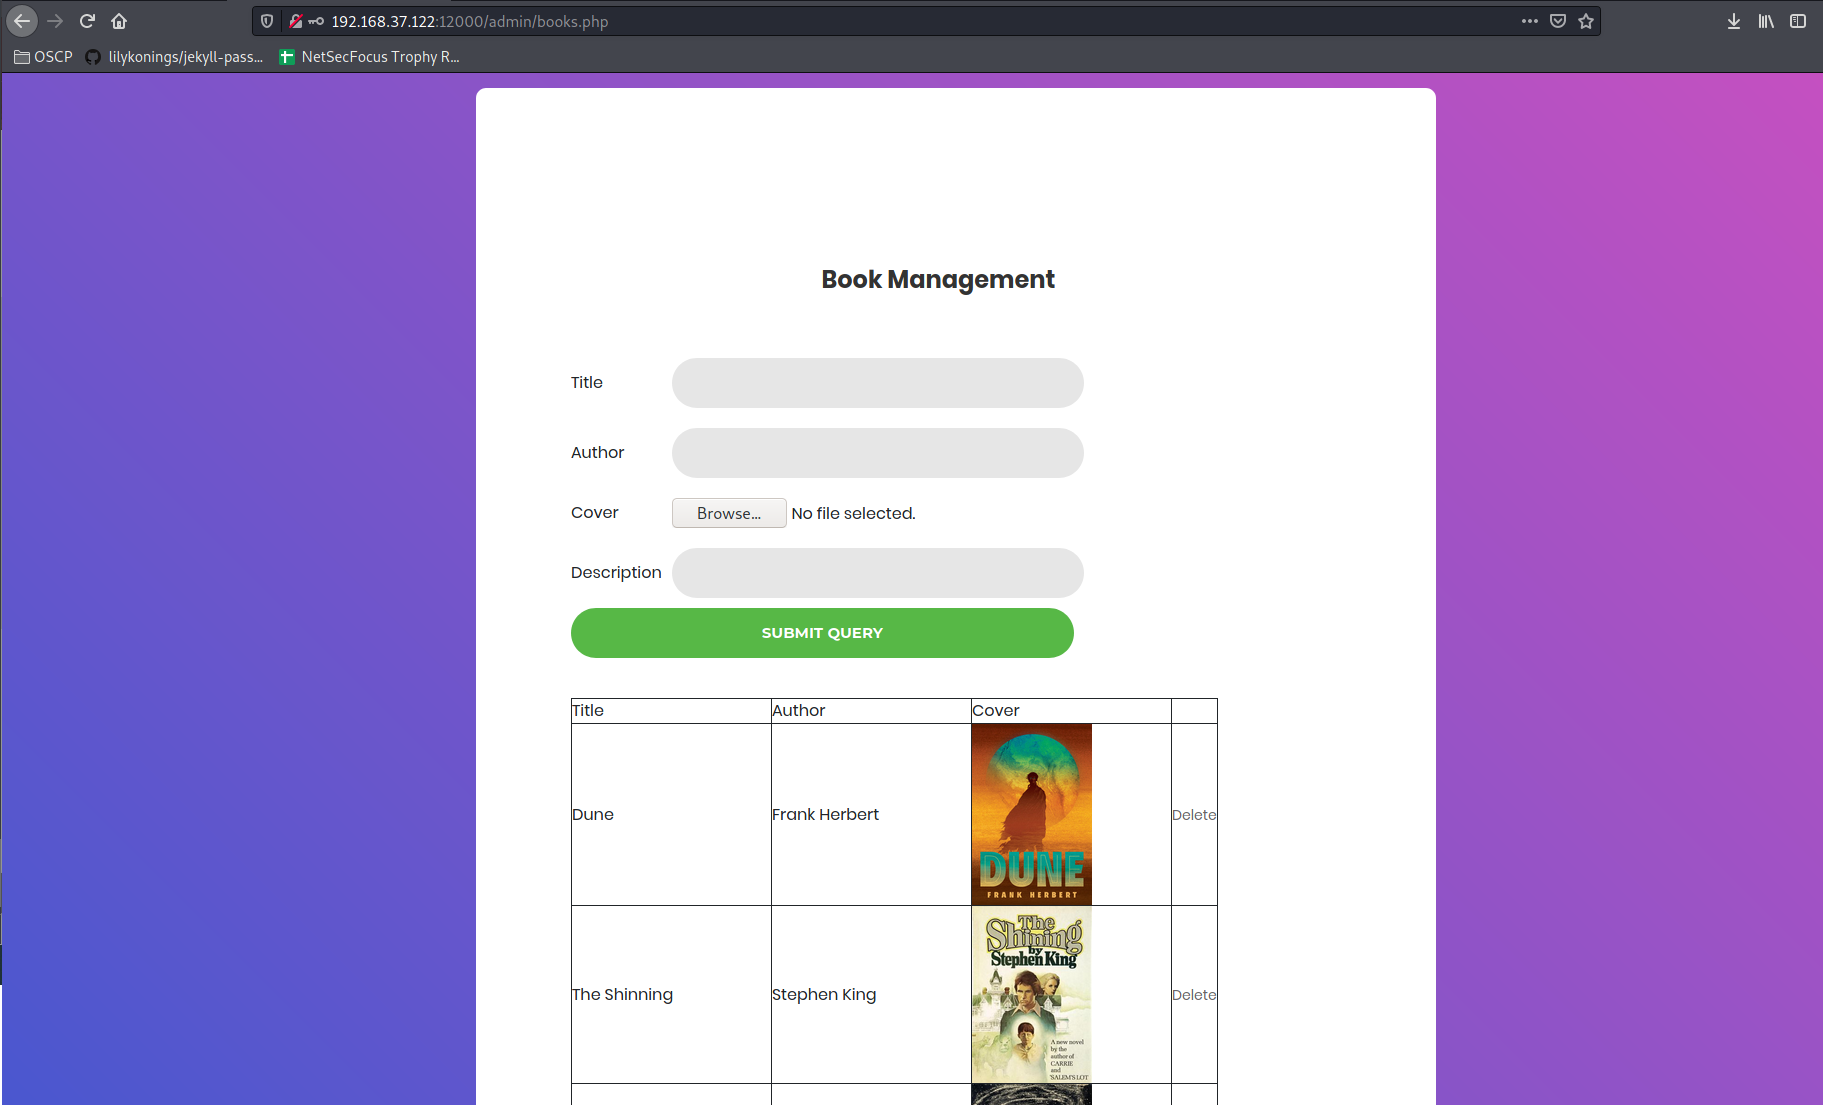 192.168.37.122:12000/admin/books.php
OSCP
lilykonings/jekyll-pass...
NetSecFocus Trophy R...
Book Management
Title
Author
Cover
Browse...
No file selected.
Description
SUBMIT QUERY
Title Author Cover
Dune Frank Herbert Delete
DUNE
FRANK HERBERT
The
Shining
by
Stephen King
The Shinning Stephen King Delete
A new novel
by the
author of
CARRIE
and
'SALEM'S LOT